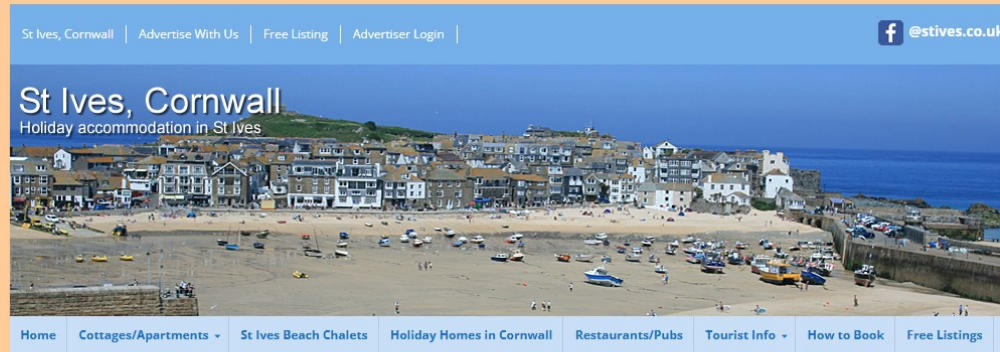 St Ives, Cornwall
Advertise With Us
Free Listing
Advertiser Login
@stives.co.uk
St Ives, Cornwall
Holiday accommodation in St Ives
Home
Cottages/Apartments
St Ives Beach Chalets
Holiday Homes in Cornwall
Restaurants/Pubs
Tourist Info
How to Book
Free Listings